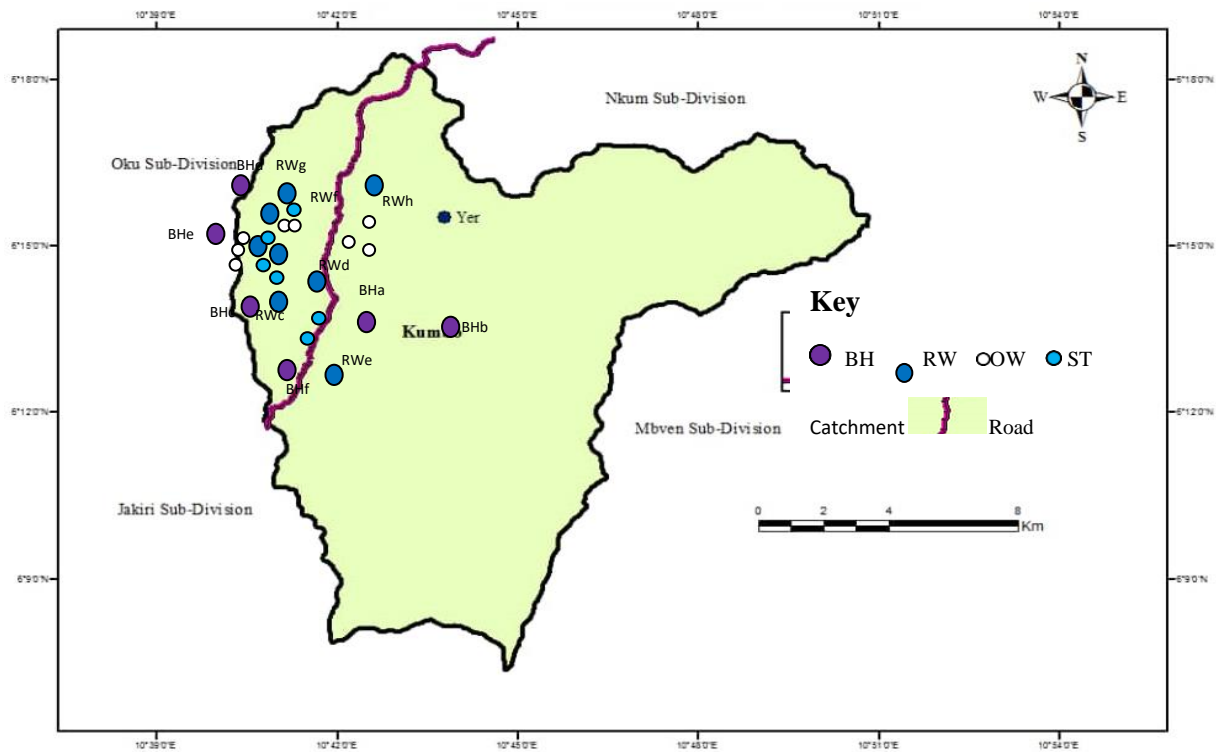 10°39'0"E 10°42'0"E 10°45'0"E 10°48'0"E 10°51'0"E 10°54'0"E
6°18'0"N 6°18'0"N
N
W E
S
Nkum Sub-Division
Oku Sub-Division
RWg
RWf
RWh
Yer
BHe
6°15'0"N 6°15'0"N
RWd
BHa
Key
RWc
BHb
BH RW OW ST
RWe
BHf
6°12'0"N 6°12'0"N
Catchment Road
Mbven Sub-Division
0 2 4 8
Km
Jakiri Sub-Division
6°9'0"N 6°9'0"N
10°39'0"E 10°42'0"E 10°45'0"E 10°48'0"E 10°51'0"E 10°54'0"E